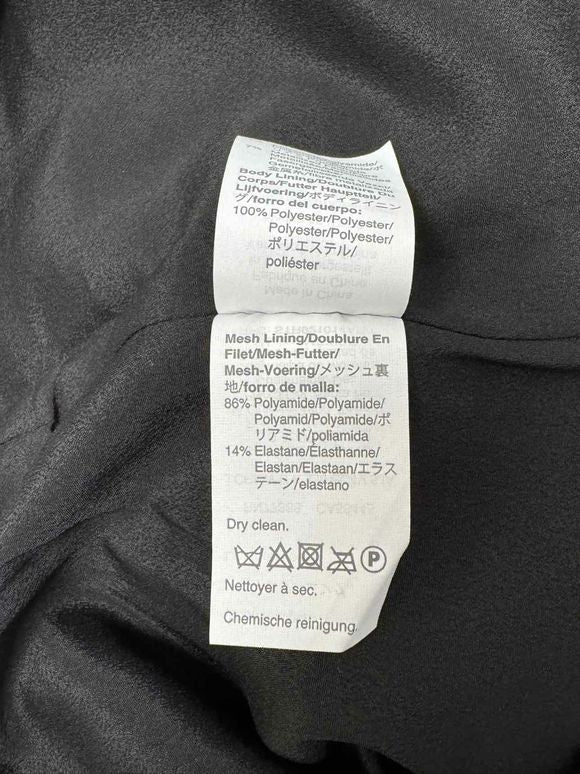 7%
Body Lining/Doublure Du
Corps/Futter Hauptteil/
Lijfvoering/ボディライニン
グ/forro del cuerpo:
100% Polyester/Polyester/
Polyester/Polyester/
ポリエステル/
poliéster
Made in China
Mesh Lining/Doublure En
Filet/Mesh-Futter/
Mesh-Voering/メッシュ裏
地/forro de malla:
86% Polyamide/Polyamide/
Polyamid/Polyamide/ポ
リアミド/poliamida
14% Elastane/Élasthanne/
Elastan/Elastaan/エラス
テーン/elastano
Dry clean.
P
Nettoyer à sec.
Chemische reinigung.